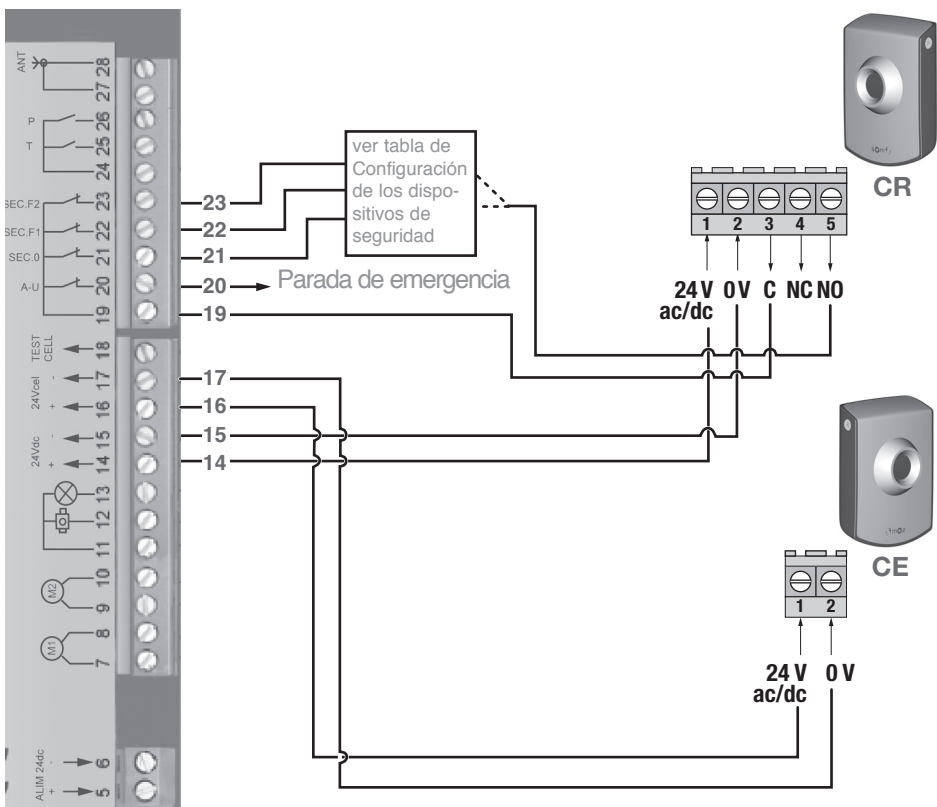 ANT
28
27
P
26
T
25
24
SEC.F2
23
SEC.F1
22
SEC.0
21
A-U
20
19
TEST
CELL
18
24Vcel
-
17
+
16
24Vdc
-
15
+
14
13
12
11
M2
10
9
M1
8
7
ALIM 24dc
-
6
+
5
23
22
21
20
19
17
16
15
14
ver tabla de
Configuración
de los dispo-
sitivos de
seguridad
Parada de emergencia
somfy
CR
1 2 3 4 5
24 V 0 V C NC NO
ac/dc
somfy
CE
1 2
24 V 0 V
ac/dc